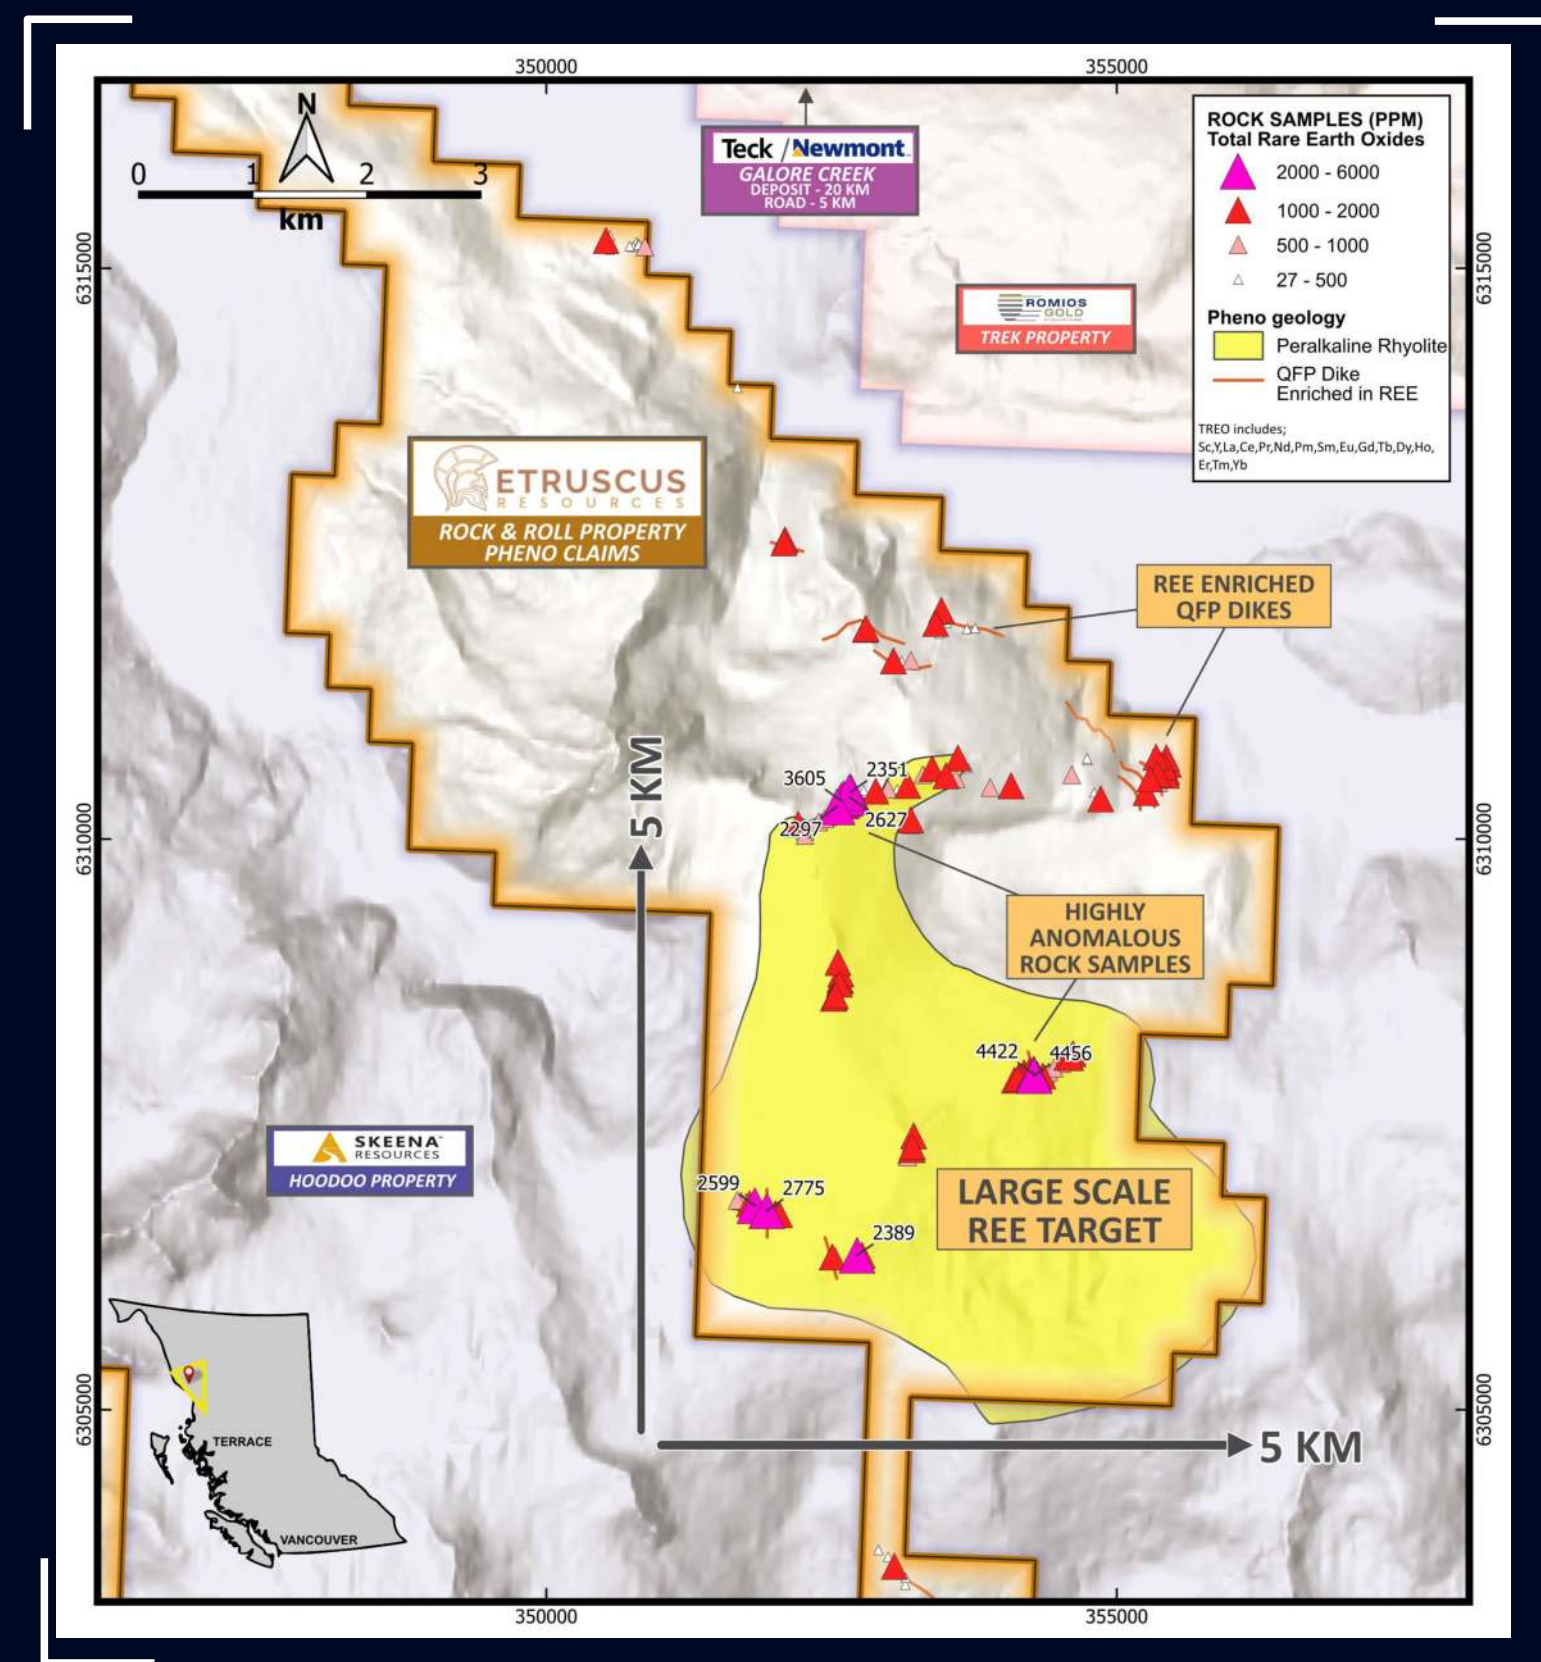 350000
355000
N
0 1 2 3
km
Teck / Newmont
GALORE CREEK
DEPOSIT - 20 KM
ROAD - 5 KM
ROCK SAMPLES (PPM)
Total Rare Earth Oxides
2000 - 6000
1000 - 2000
500 - 1000
27 - 500
Pheno geology
Peralkaline Rhyolite
QFP Dike
Enriched in REE
TREO includes;
Sc,Y,La,Ce,Pr,Nd,Pm,Sm,Eu,Gd,Tb,Dy,Ho,
Er,Tm,Yb
6315000
6315000
ROMIOS
GOLD
TREK PROPERTY
ETRUSCUS
RESOURCES
ROCK & ROLL PROPERTY
PHENO CLAIMS
REE ENRICHED
QFP DIKES
5 KM
3605
2351
2297
2627
6310000
6310000
HIGHLY
ANOMALOUS
ROCK SAMPLES
4422
4456
SKEENA
RESOURCES
HOODOO PROPERTY
2599
2775
2389
LARGE SCALE
REE TARGET
6305000
6305000
5 KM
TERRACE
VANCOUVER
350000
355000